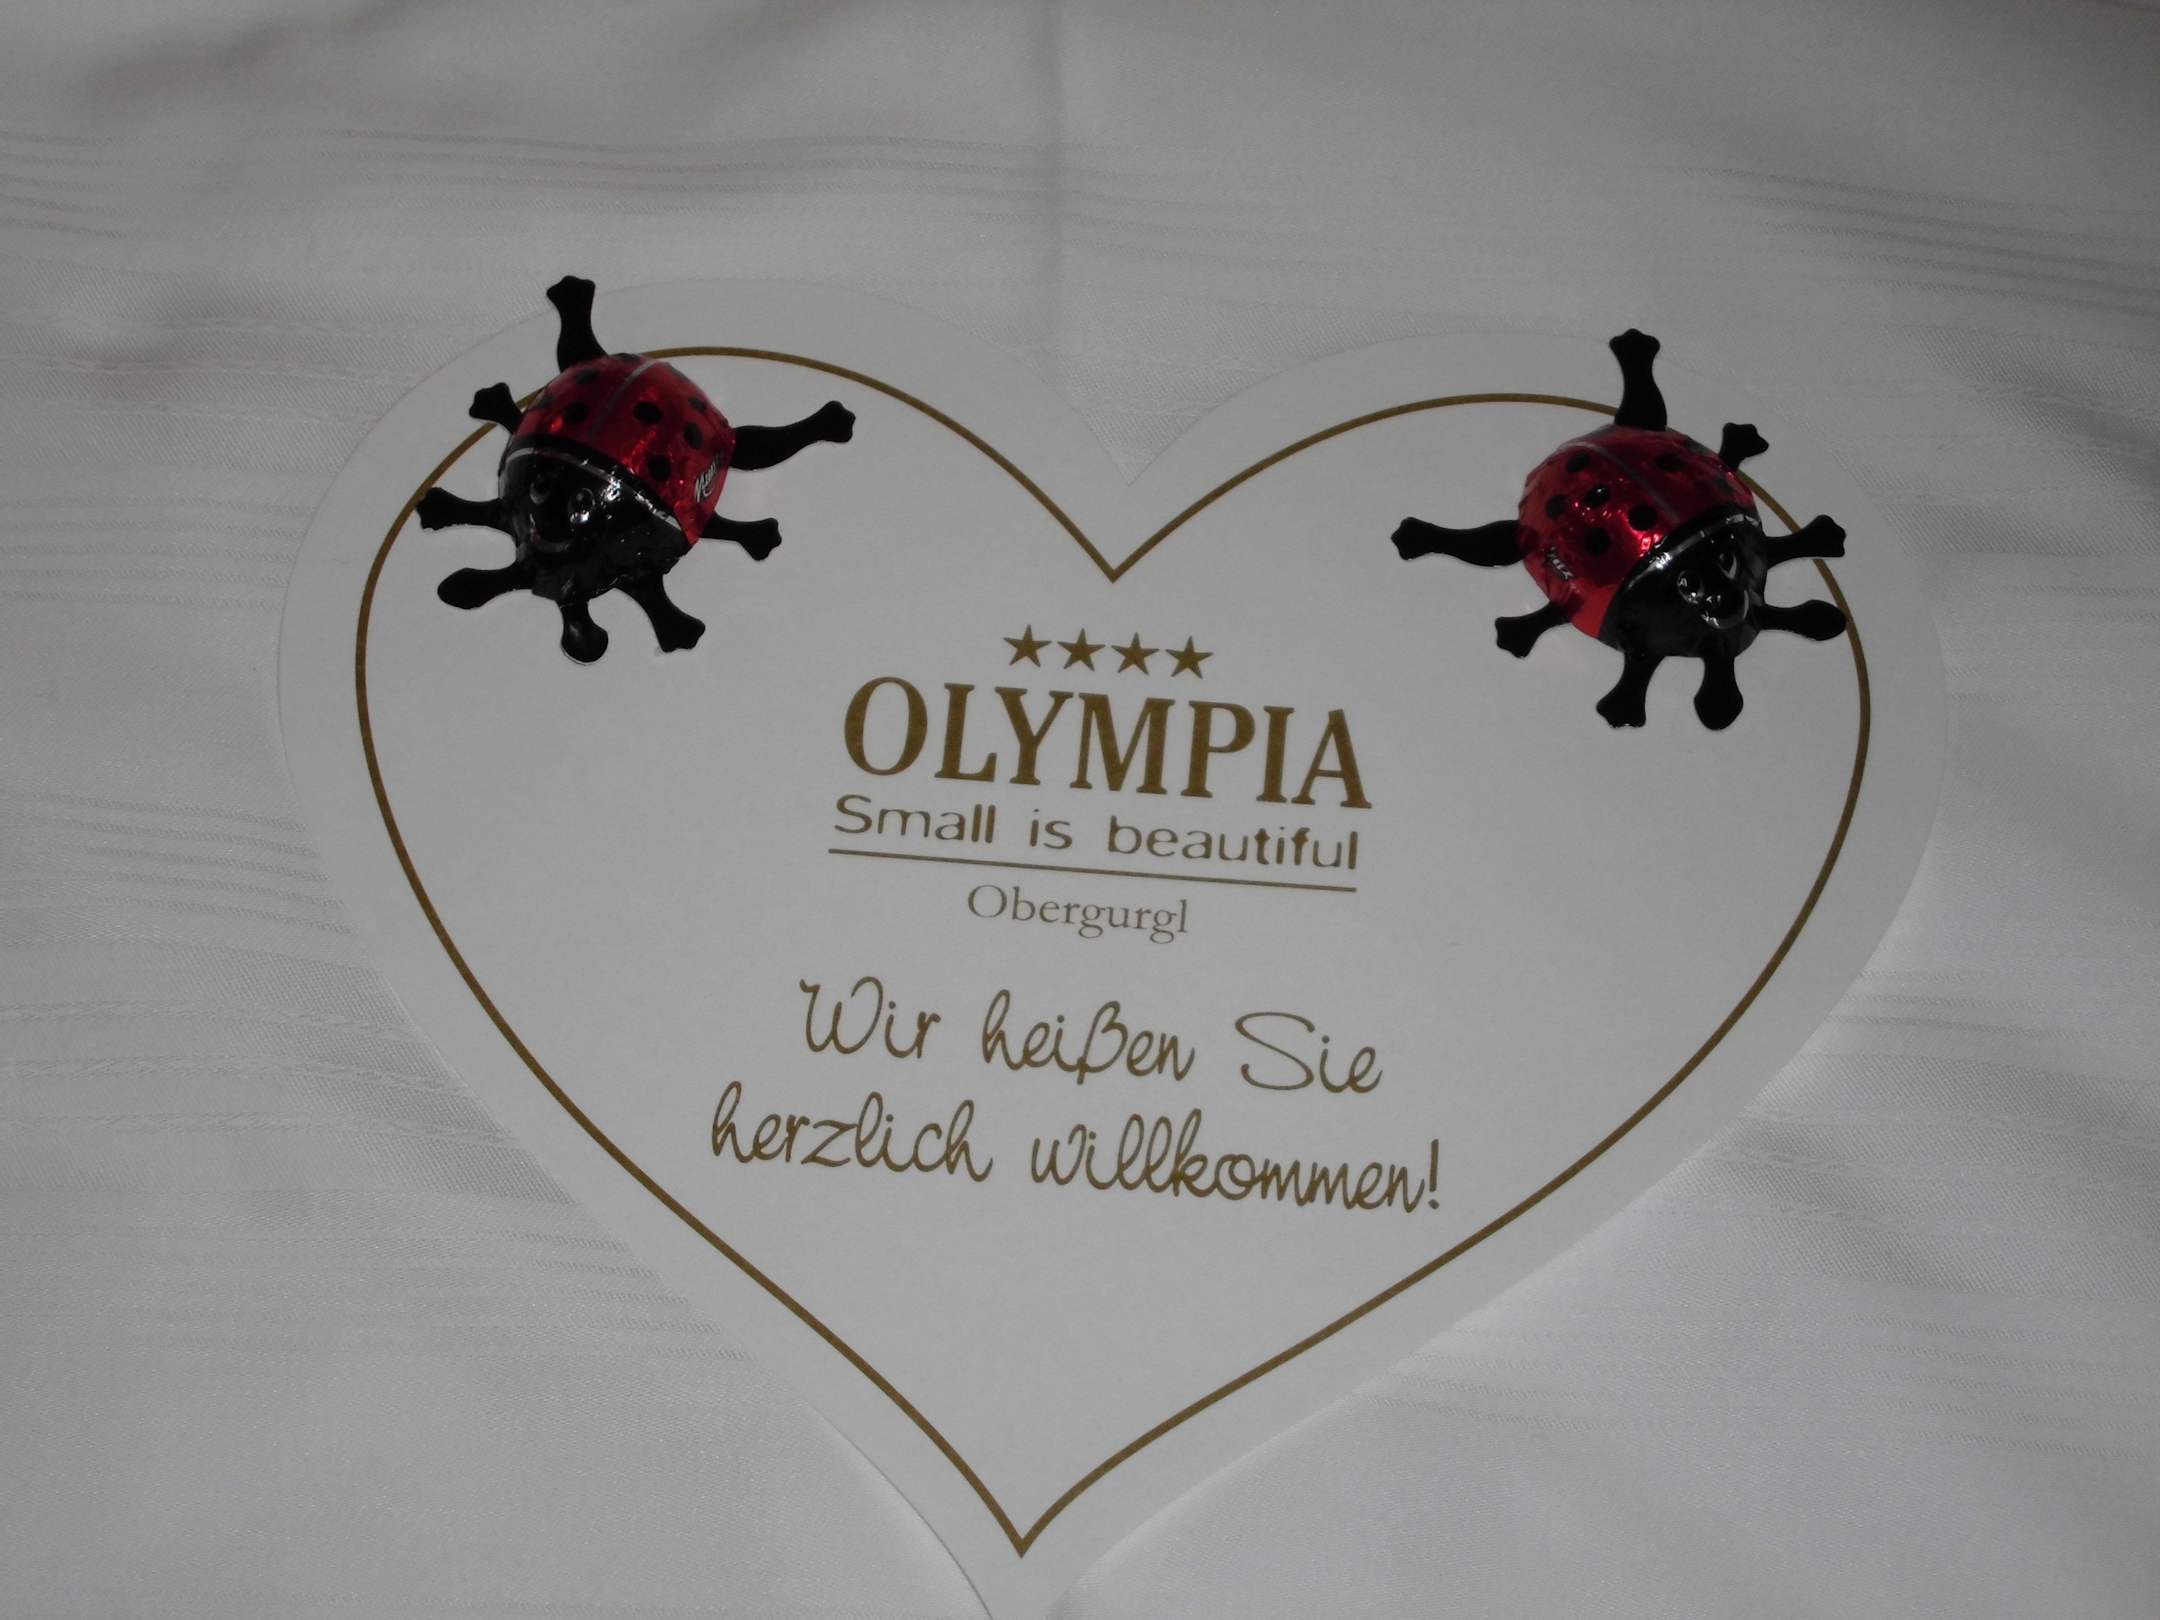 ★★★★
OLYMPIA
Small is beautiful
Obergurgl
Wir heißen Sie
herzlich willkommen!